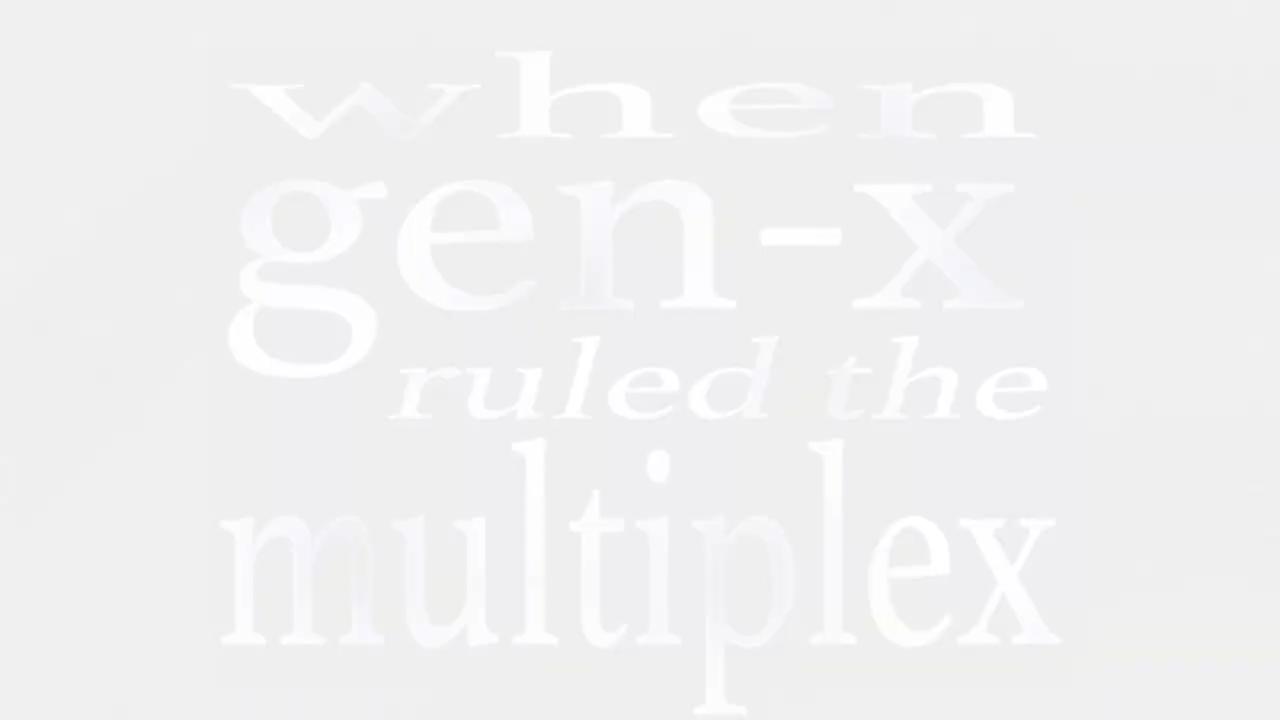 when
gen-x
ruled the
multiplex